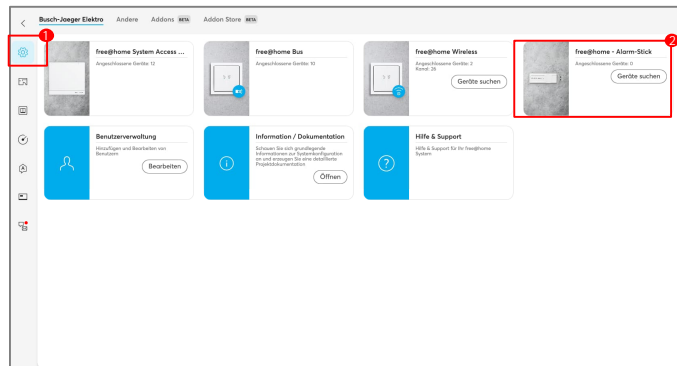 Busch-Jaeger Elektro Andere Addons BETA Addon Store BETA
1
2
free@home System Access ...
Angeschlossene Geräte: 12
free@home Bus
Angeschlossene Geräte: 10
free@home Wireless
Angeschlossene Geräte: 2
Kanal: 26
Geräte suchen
free@home - Alarm-Stick
Angeschlossene Geräte: 0
Geräte suchen
Benutzerverwaltung
Hinzufügen und Bearbeiten von
Benutzern
Bearbeiten
Information / Dokumentation
Schauen Sie sich grundlegende
Informationen zur Systemkonfiguration
an und erzeugen Sie eine detaillierte
Projektdokumentation
Öffnen
Hilfe & Support
Hilfe & Support für Ihr free@home
System